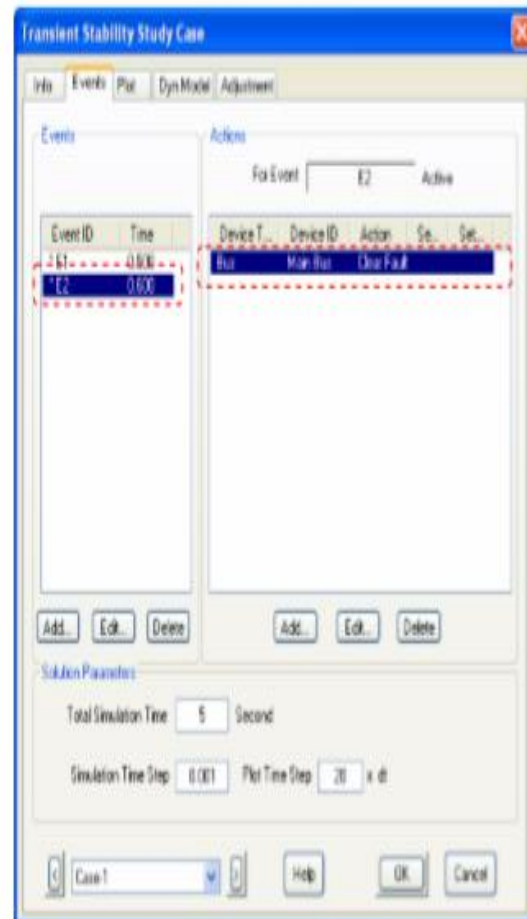 Transient Stability Study Case
Info Events Plot Dyn Model Adjustment
Events
Actions
For Event E2 Active
Event ID Time
Device T... Device ID Action Se... Set...
* E1
* E2 0.600
Bus Main Bus Clear Fault
Add... Edit... Delete
Add... Edit... Delete
Solution Parameters
Total Simulation Time 5 Second
Simulation Time Step 0.001 Plot Time Step 20 x dt
< Case-1 > Help OK Cancel